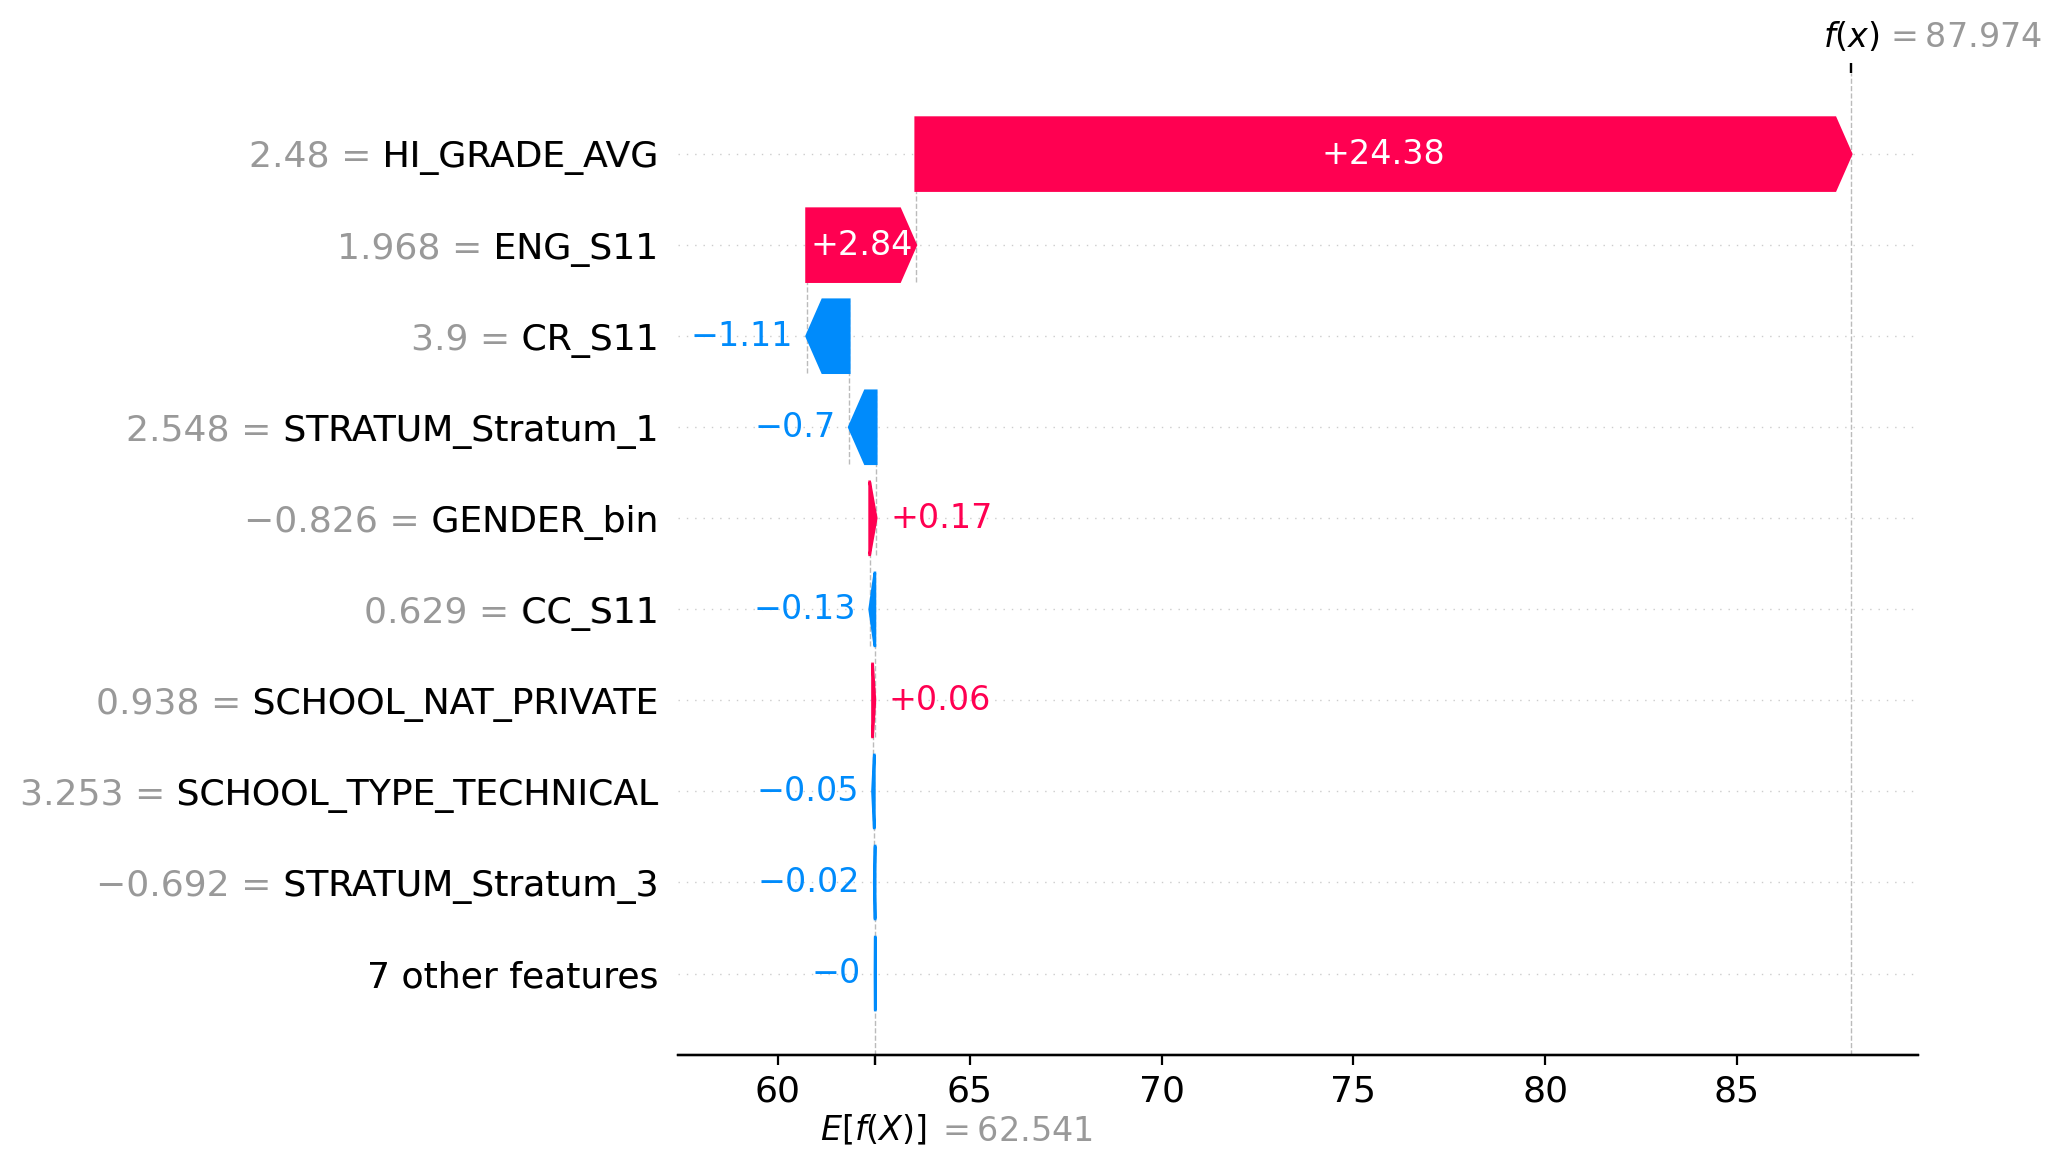 f(x) = 87.974
2.48 = HI_GRADE_AVG +24.38
1.968 = ENG_S11 +2.84
3.9 = CR_S11 −1.11
2.548 = STRATUM_Stratum_1 −0.7
−0.826 = GENDER_bin +0.17
0.629 = CC_S11 −0.13
0.938 = SCHOOL_NAT_PRIVATE +0.06
3.253 = SCHOOL_TYPE_TECHNICAL −0.05
−0.692 = STRATUM_Stratum_3 −0.02
7 other features −0
60 65 70 75 80 85
E[f(X)] = 62.541